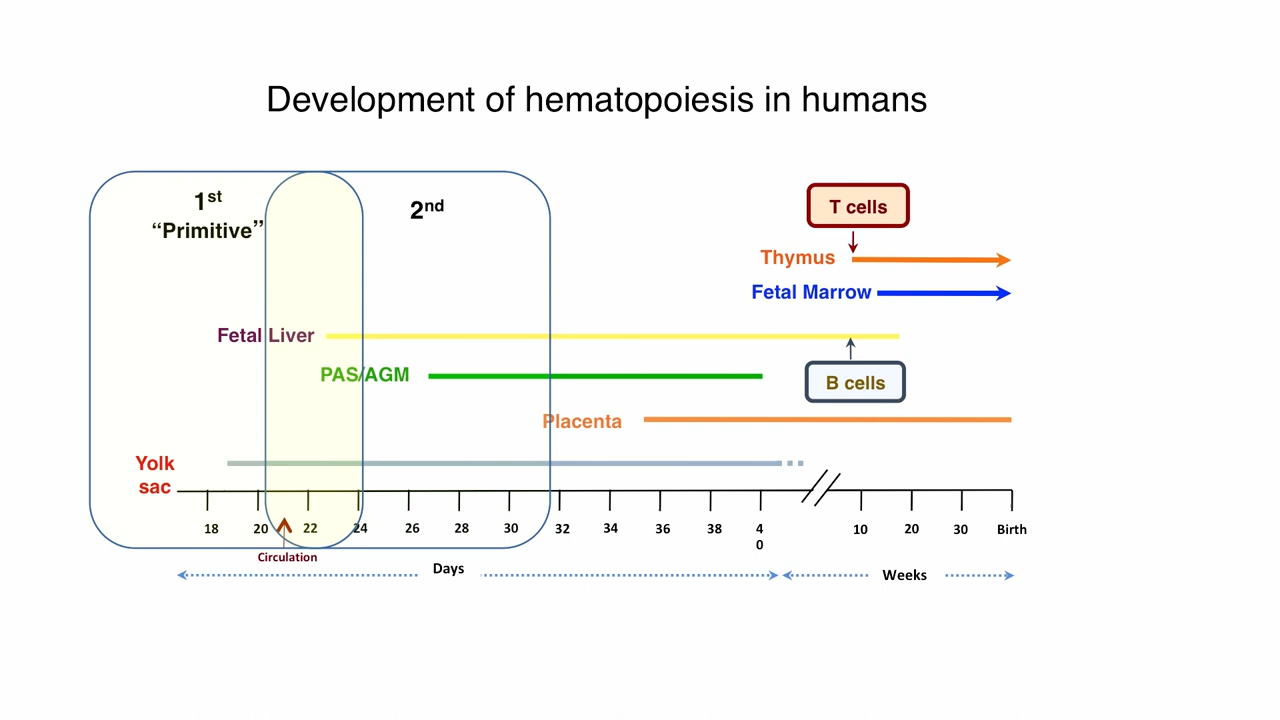 Development of hematopoiesis in humans
1st
“Primitive”
2nd
T cells
Thymus
Fetal Marrow
Fetal Liver
PAS/AGM
B cells
Placenta
Yolk
sac
18 20 22 24 26 28 30 32 34 36 38 4
0
10 20 30 Birth
Circulation
Days
Weeks